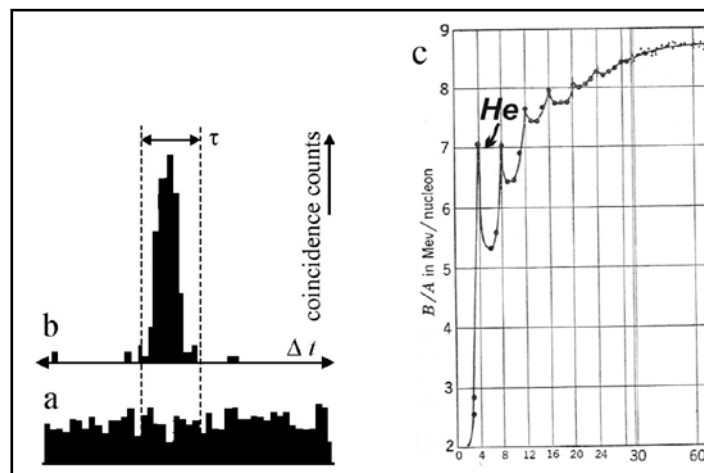 τ
coincidence counts
b
Δ t
a
c
9
8
7
6
5
4
3
2
B/A in Mev/nucleon
He
0 4 8 12 16 20 24 30 60